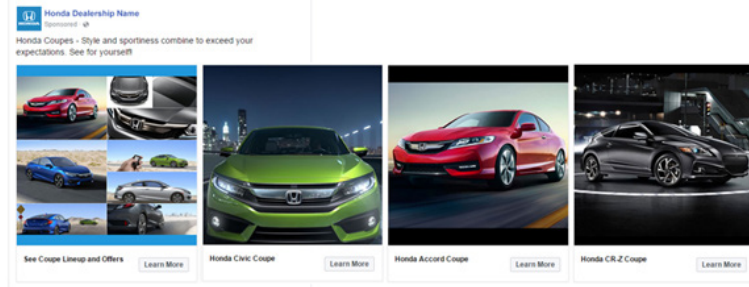 Honda Dealership Name
Sponsored
Honda Coupes - Style and sportiness combine to exceed your
expectations. See for yourself!
See Coupe Lineup and Offers
Learn More
Honda Civic Coupe
Learn More
Honda Accord Coupe
Learn More
Honda CR-Z Coupe
Learn More